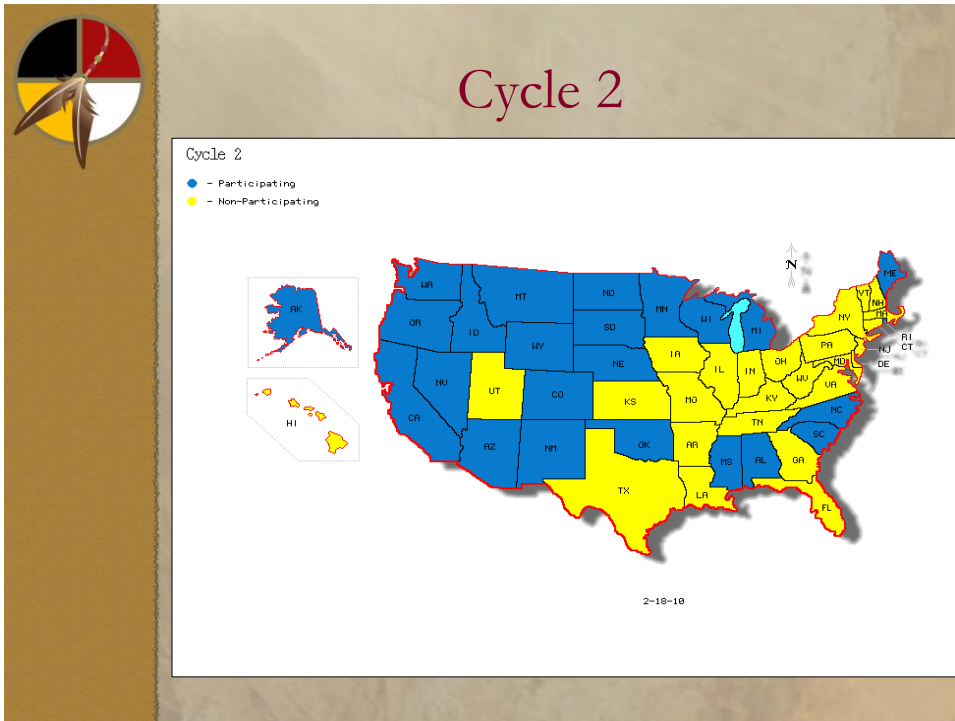 Cycle 2
Cycle 2
- Participating
- Non-Participating
N
ME
WA
MT
ND
MN
VT
NH
AK
OR
ID
SD
WI
MI
NY
MA
WY
RI
CT
NE
IA
PA
NJ
NV
UT
CO
IL
IN
OH
MD
DE
WV
VA
CA
KS
MO
KY
HI
NC
AZ
NM
OK
AR
TN
SC
MS
AL
GA
TX
LA
FL
2-18-10